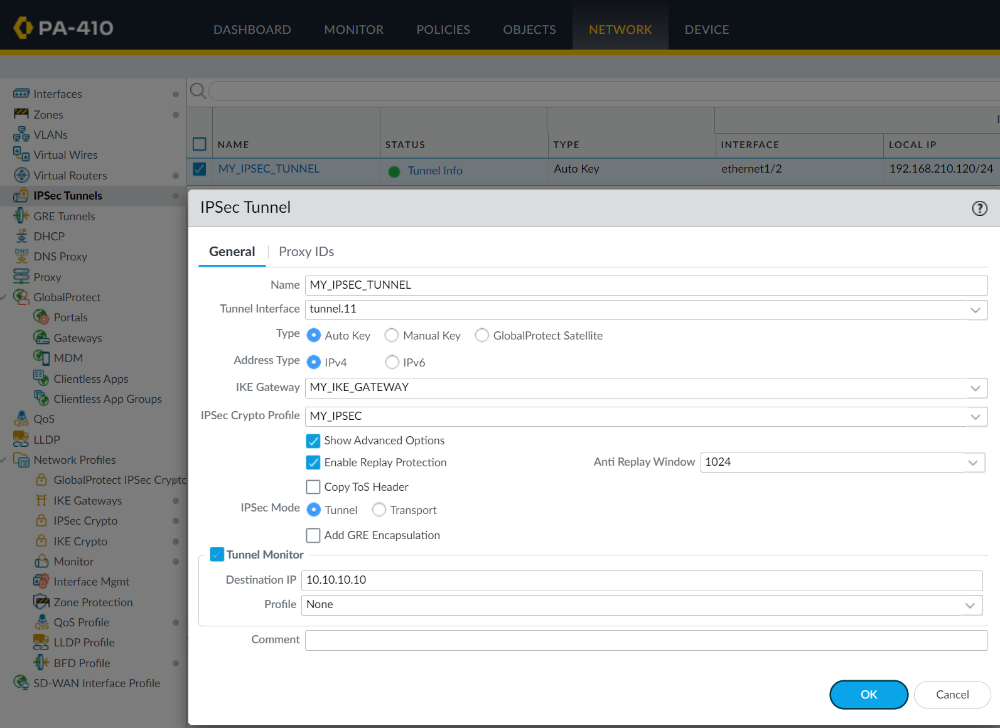 PA-410
DASHBOARD MONITOR POLICIES OBJECTS NETWORK DEVICE
Interfaces
Zones
VLANs
Virtual Wires
Virtual Routers
IPSec Tunnels
GRE Tunnels
DHCP
DNS Proxy
Proxy
GlobalProtect
Portals
Gateways
MDM
Clientless Apps
Clientless App Groups
QoS
LLDP
Network Profiles
GlobalProtect IPSec Crypto
IKE Gateways
IPSec Crypto
IKE Crypto
Monitor
Interface Mgmt
Zone Protection
QoS Profile
LLDP Profile
BFD Profile
SD-WAN Interface Profile
NAME STATUS TYPE INTERFACE LOCAL IP
MY_IPSEC_TUNNEL Tunnel Info Auto Key ethernet1/2 192.168.210.120/24
IPSec Tunnel
General Proxy IDs
Name MY_IPSEC_TUNNEL
Tunnel Interface tunnel.11
Type Auto Key Manual Key GlobalProtect Satellite
Address Type IPv4 IPv6
IKE Gateway MY_IKE_GATEWAY
IPSec Crypto Profile MY_IPSEC
Show Advanced Options
Enable Replay Protection Anti Replay Window 1024
Copy ToS Header
IPSec Mode Tunnel Transport
Add GRE Encapsulation
Tunnel Monitor
Destination IP 10.10.10.10
Profile None
Comment
OK Cancel